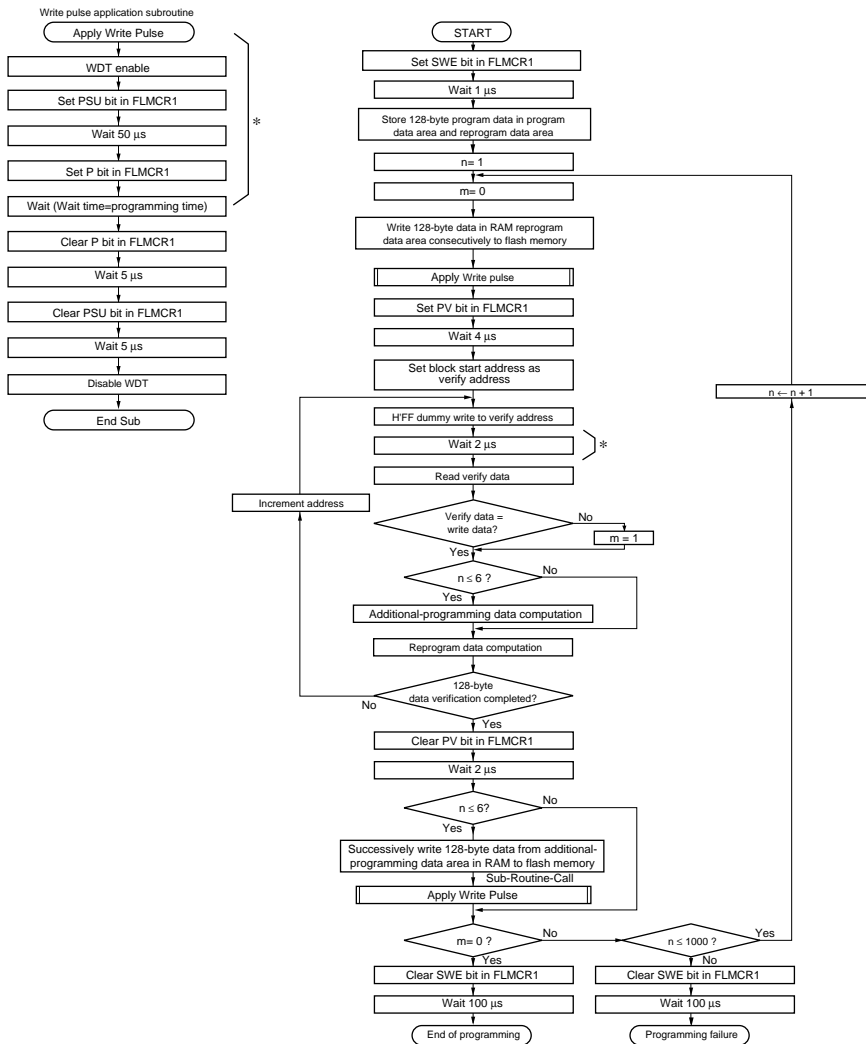 Write pulse application subroutine
Apply Write Pulse
WDT enable
Set PSU bit in FLMCR1
Wait 50 μs
Set P bit in FLMCR1
Wait (Wait time=programming time)
Clear P bit in FLMCR1
Wait 5 μs
Clear PSU bit in FLMCR1
Wait 5 μs
Disable WDT
End Sub
*
START
Set SWE bit in FLMCR1
Wait 1 μs
Store 128-byte program data in program
data area and reprogram data area
n= 1
m= 0
Write 128-byte data in RAM reprogram
data area consecutively to flash memory
Apply Write pulse
Set PV bit in FLMCR1
Wait 4 μs
Set block start address as
verify address
n ← n + 1
H'FF dummy write to verify address
Wait 2 μs
*
Read verify data
Increment address
Verify data =
write data?
No
m = 1
Yes
n ≤ 6 ?
No
Yes
Additional-programming data computation
Reprogram data computation
128-byte
data verification completed?
No
Yes
Clear PV bit in FLMCR1
Wait 2 μs
n ≤ 6?
No
Yes
Successively write 128-byte data from additional-
programming data area in RAM to flash memory
Sub-Routine-Call
Apply Write Pulse
m= 0 ?
No
n ≤ 1000 ?
Yes
Yes
No
Clear SWE bit in FLMCR1
Clear SWE bit in FLMCR1
Wait 100 μs
Wait 100 μs
End of programming
Programming failure